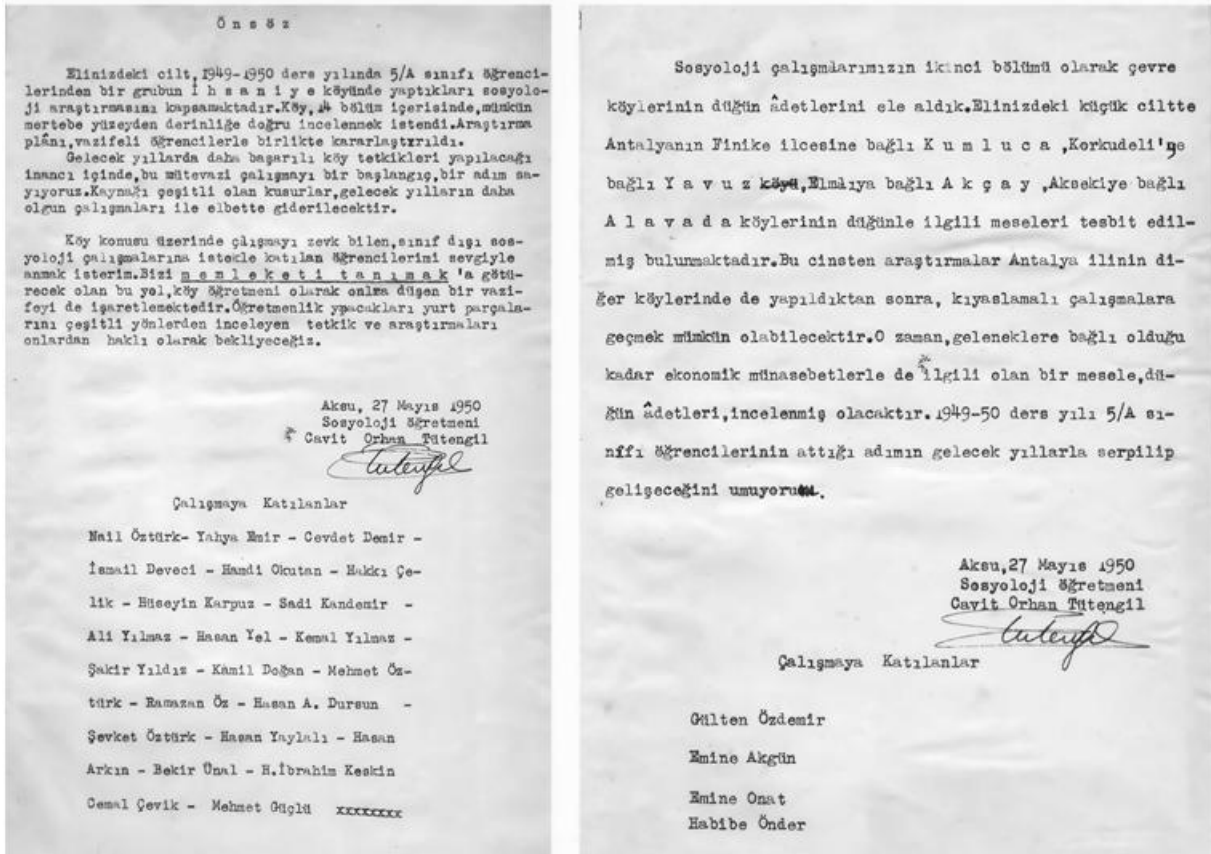 Ö n s ö z
Elinizdeki cilt,1949-1950 ders yılında 5/A sınıfı öğrenci-
lerinden bir grubun İ h s a n i y e köyünde yaptıkları sosyolo-
ji araştırmasını kapsamaktadır.Köy,14 bölüm içerisinde,mümkün
mertebe yüzeyden derinliğe doğru incelenmek istendi.Araştırma
plânı,vazifeli öğrencilerle birlikte kararlaştırıldı.
Gelecek yıllarda daha başarılı köy tetkikleri yapılacağı
inancı içinde,bu mütevazi çalışmayı bir başlangıç,bir adım sa-
yıyoruz.Kaynağı çeşitli olan kusurlar,gelecek yılların daha
olgun çalışmaları ile elbette giderilecektir.
Köy konusu üzerinde çlışmayı zevk bilen,sınıf dışı sos-
yoloji çalışmalarına istekle katılan öğrencilerimi sevgiyle
anmak isterim.Bizi m e m l e k e t i t a n ı m a k 'a götü-
recek olan bu yol,köy öğretmeni olarak onlra düşen bir vazi-
feyi de işaretlemektedir.Öğretmenlik ypacakları yurt parçala-
rını çeşitli yönlerden inceleyen tetkik ve araştırmaları
onlardan haklı olarak bekliyeceğiz.
Aksu, 27 Mayıs 1950
Sosyoloji öğretmeni
Cavit Orhan Tütengil
Tütengil
Çalışmaya Katılanlar
Nail Öztürk- Yahya Emir - Cevdet Demir -
İsmail Deveci - Hamdi Okutan - Hakkı Çe-
lik - Hüseyin Karpuz - Sadi Kandemir -
Ali Yılmaz - Hasan Yel - Kemal Yılmaz -
Şakir Yıldız - Kâmil Doğan - Mehmet Öz-
türk - Ramazan Öz - Hasan A. Dursun -
Şevket Öztürk - Hasan Yaylalı - Hasan
Arkın - Bekir Ünal - H.İbrahim Keskin
Cemal Çevik - Mehmet Güçlü xxxxxxxx
Sosyoloji çalışmlarımızın ikinci bölümü olarak çevre
köylerinin düğün âdetlerini ele aldık.Elinizdeki küçük ciltte
Antalyanın Finike ilcesine bağlı K u m l u c a ,Korkudeli'ne
bağlı Y a v u z köyü,Elmlıya bağlı A k ç a y ,Aksekiye bağlı
A l a v a d a köylerinin düğünle ilgili meseleri tesbit edil-
miş bulunmaktadır.Bu cinsten araştırmalar Antalya ilinin di-
ğer köylerinde de yapıldıktan sonra, kıyaslamalı çalışmalara
geçmek mümkün olabilecektir.O zaman,geleneklere bağlı olduğu
kadar ekonomik münasebetlerle de ilgili olan bir mesele,dü-
ğün âdetleri,incelenmiş olacaktır.1949-50 ders yılı 5/A sı-
nıfı öğrencilerinin attığı adımın gelecek yıllarla serpilip
gelişeceğini umuyorum.
Aksu,27 Mayıs 1950
Sosyoloji öğretmeni
Cavit Orhan Tütengil
Tütengil
Çalışmaya Katılanlar
Gülten Özdemir
Emine Akgün
Emine Onat
Habibe Önder